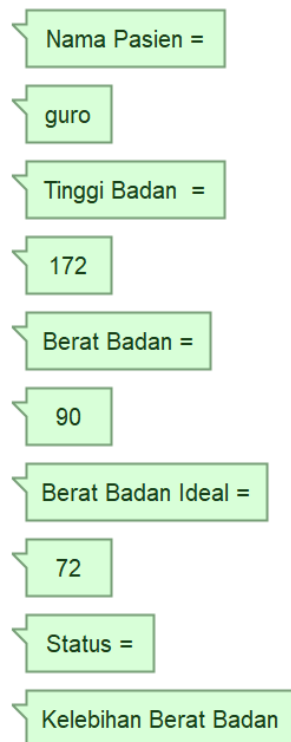 Nama Pasien =
guro
Tinggi Badan =
172
Berat Badan =
90
Berat Badan Ideal =
72
Status =
Kelebihan Berat Badan